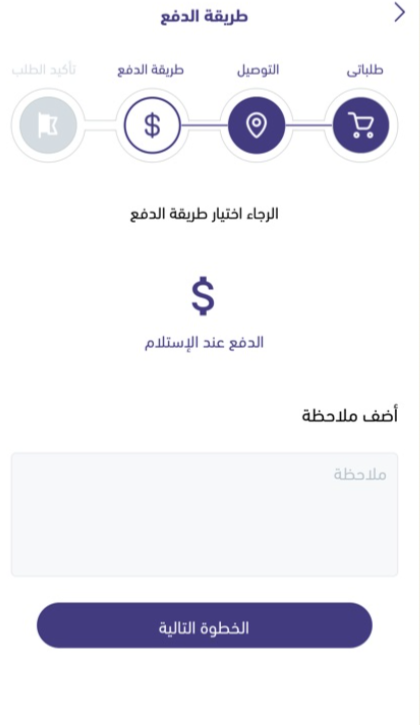 طريقة الدفع
طلباتى
التوصيل
طريقة الدفع
تأكيد الطلب
الرجاء اختيار طريقة الدفع
$
الدفع عند الإستلام
أضف ملاحظة
ملاحظة
الخطوة التالية